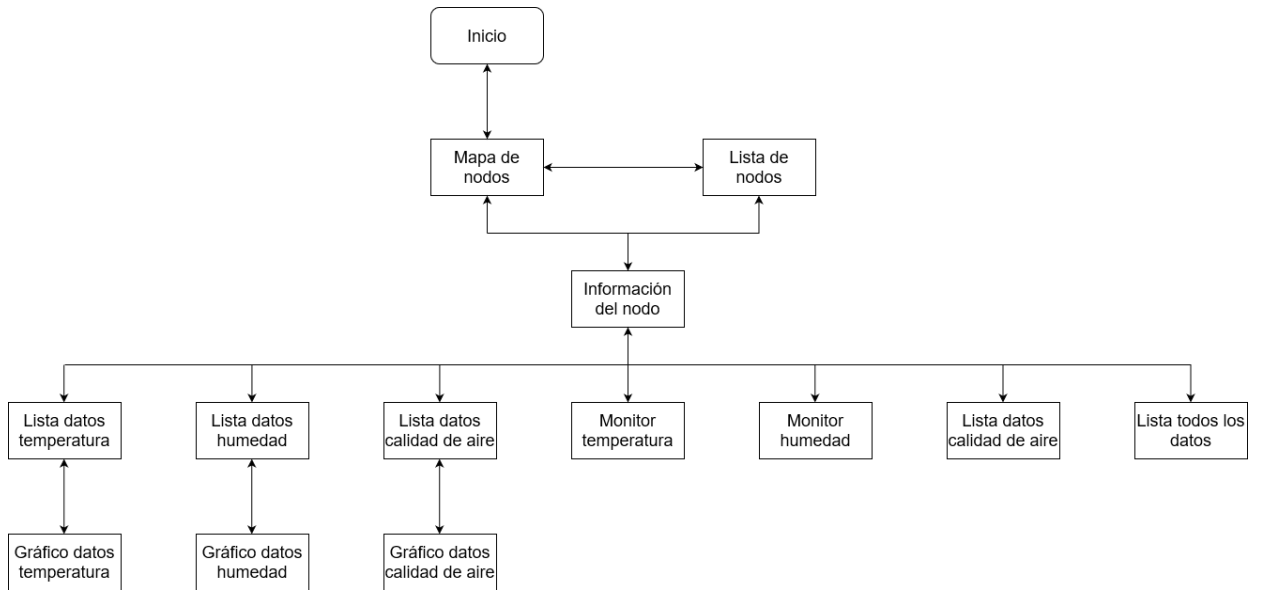 Inicio
Mapa de
nodos
Lista de
nodos
Información
del nodo
Lista datos
temperatura
Lista datos
humedad
Lista datos
calidad de aire
Monitor
temperatura
Monitor
humedad
Lista datos
calidad de aire
Lista todos los
datos
Gráfico datos
temperatura
Gráfico datos
humedad
Gráfico datos
calidad de aire